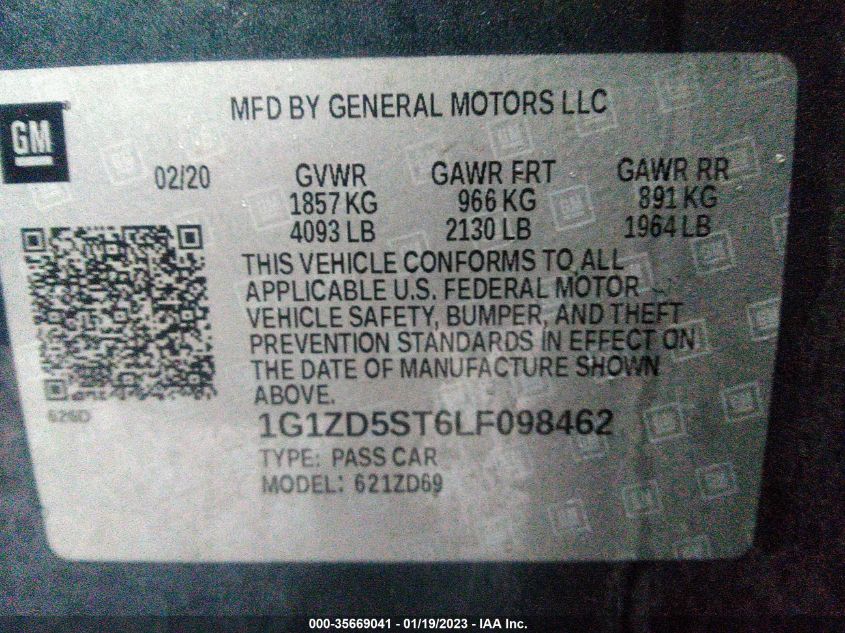 MFD BY GENERAL MOTORS LLC
GM
02/20 GVWR GAWR FRT GAWR RR
1857 KG 966 KG 891 KG
4093 LB 2130 LB 1964 LB
THIS VEHICLE CONFORMS TO ALL
APPLICABLE U.S. FEDERAL MOTOR
VEHICLE SAFETY, BUMPER, AND THEFT
PREVENTION STANDARDS IN EFFECT ON
THE DATE OF MANUFACTURE SHOWN
ABOVE.
626D
1G1ZD5ST6LF098462
TYPE: PASS CAR
MODEL: 621ZD69
000-35669041 - 01/19/2023 - IAA Inc.